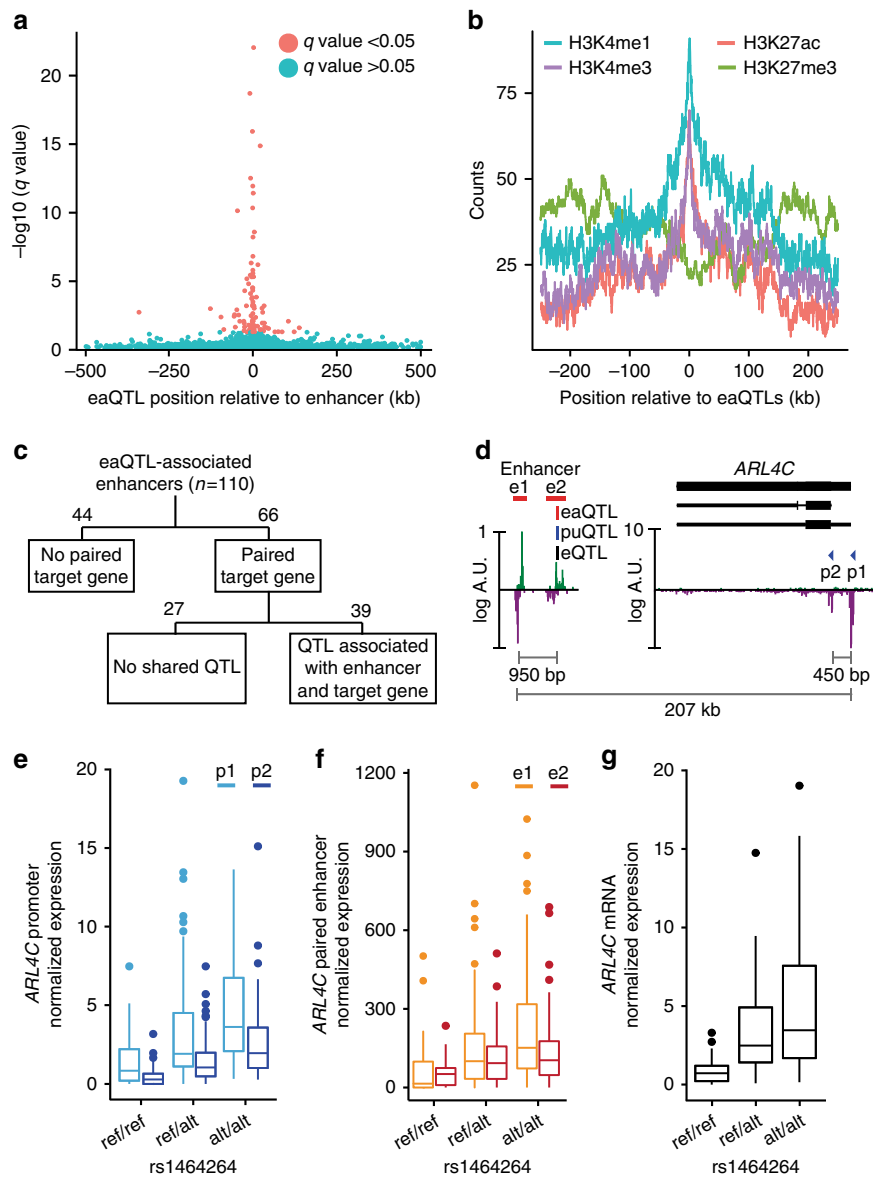 a
q value <0.05
q value >0.05
20
15
10
5
0
−log10 (q value)
−500
−250
0
250
500
eaQTL position relative to enhancer (kb)
b
H3K4me1
H3K27ac
H3K4me3
H3K27me3
75
50
25
Counts
−200
−100
0
100
200
Position relative to eaQTLs (kb)
c
eaQTL-associated
enhancers (n=110)
44
66
No paired
target gene
Paired
target gene
27
39
No shared QTL
QTL associated
with enhancer
and target gene
d
Enhancer
e1
e2
ARL4C
eaQTL
puQTL
eQTL
1
log A.U.
10
log A.U.
p2
p1
950 bp
450 bp
207 kb
e
p1
p2
20
15
10
5
0
ARL4C promoter
normalized expression
ref/ref
ref/alt
alt/alt
rs1464264
f
e1
e2
1200
900
600
300
0
ARL4C paired enhancer
normalized expression
ref/ref
ref/alt
alt/alt
rs1464264
g
20
15
10
5
0
ARL4C mRNA
normalized expression
ref/ref
ref/alt
alt/alt
rs1464264